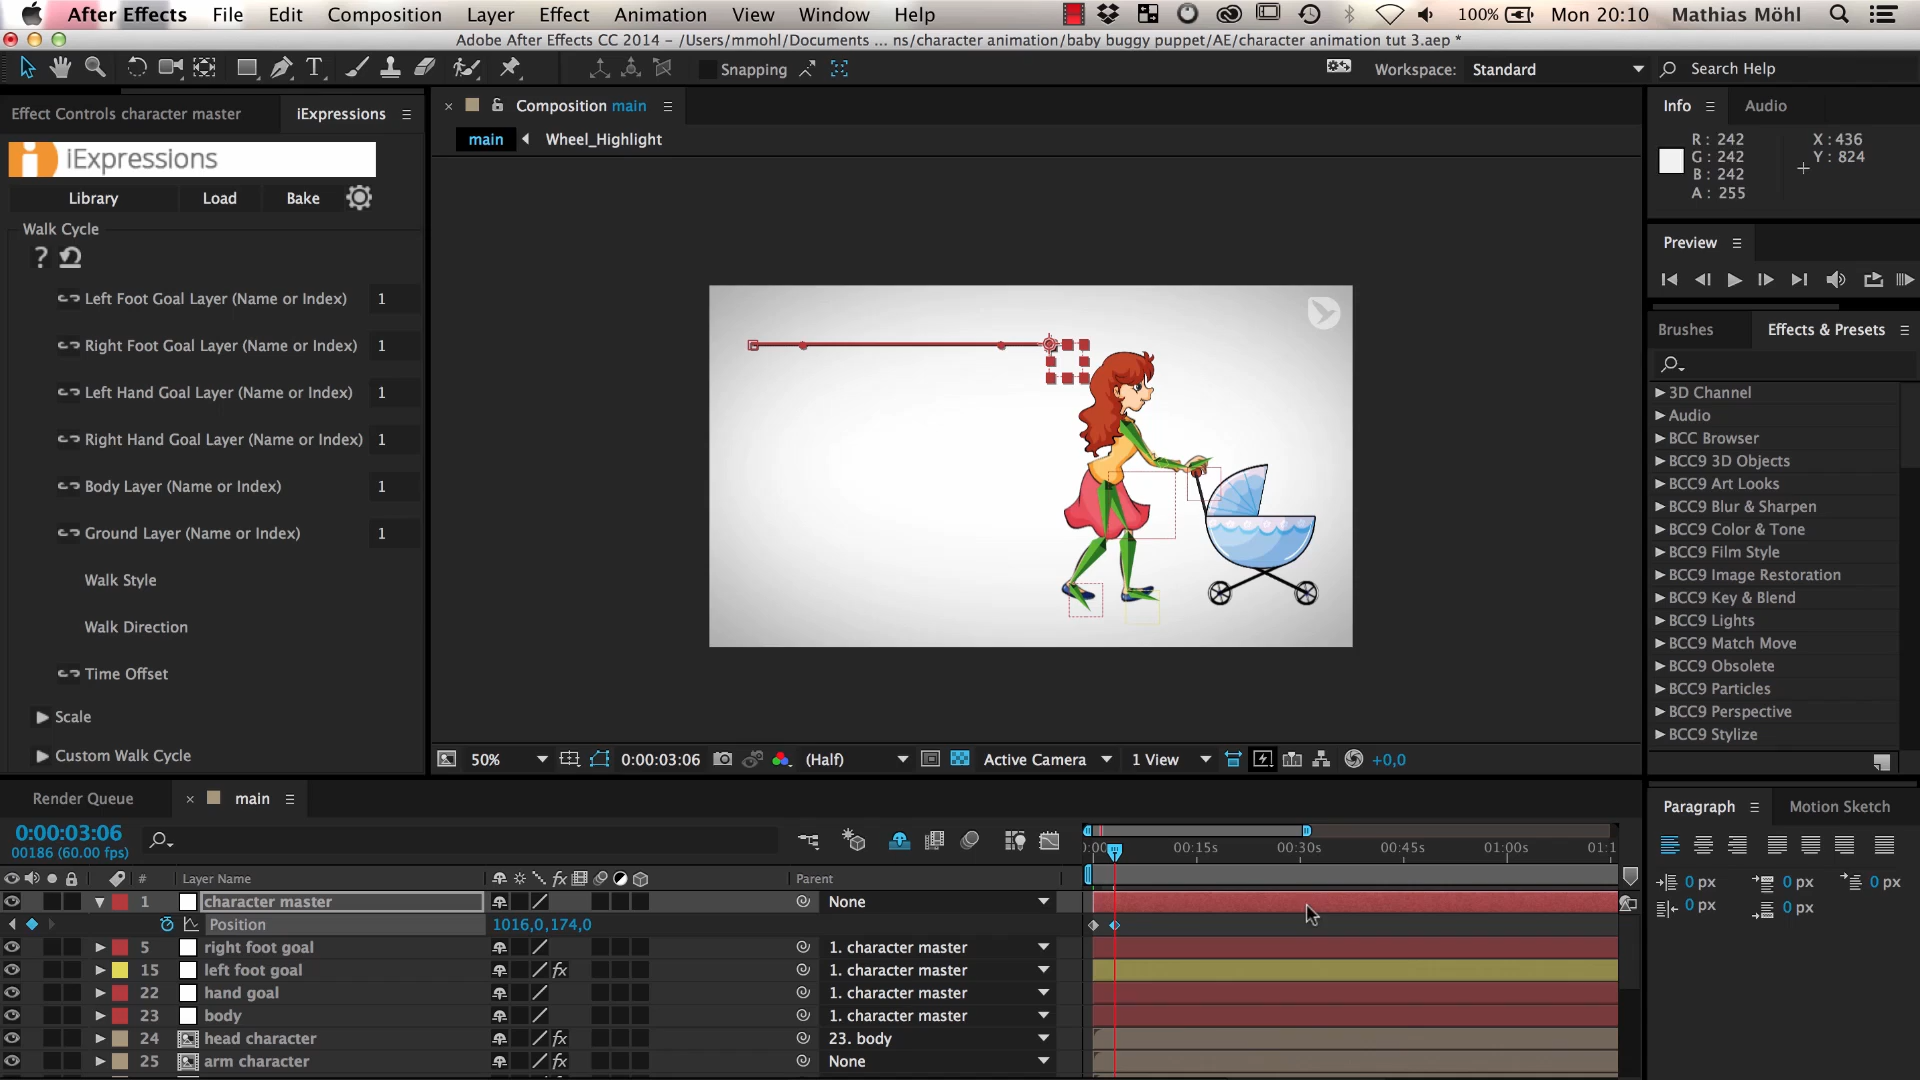 After Effects File Edit Composition Layer Effect Animation View Window Help 100% Mon 20:10 Mathias Möhl
Adobe After Effects CC 2014 – /Users/mmohl/Documents ... ns/character animation/baby buggy puppet/AE/character animation tut 3.aep *
Snapping Workspace: Standard Search Help
Effect Controls character master iExpressions
Composition main
Info Audio
main Wheel_Highlight
R : 242 X : 436
G : 242 Y : 824
B : 242
A : 255
iExpressions
Library Load Bake
Walk Cycle
?
Left Foot Goal Layer (Name or Index) 1
Right Foot Goal Layer (Name or Index) 1
Left Hand Goal Layer (Name or Index) 1
Right Hand Goal Layer (Name or Index) 1
Body Layer (Name or Index) 1
Ground Layer (Name or Index) 1
Walk Style
Walk Direction
Time Offset
Scale
Custom Walk Cycle
Preview
Brushes Effects & Presets
3D Channel
Audio
BCC Browser
BCC9 3D Objects
BCC9 Art Looks
BCC9 Blur & Sharpen
BCC9 Color & Tone
BCC9 Film Style
BCC9 Image Restoration
BCC9 Key & Blend
BCC9 Lights
BCC9 Match Move
BCC9 Obsolete
BCC9 Particles
BCC9 Perspective
BCC9 Stylize
50% 0:00:03:06 (Half) Active Camera 1 View +0,0
Render Queue main
Paragraph Motion Sketch
0:00:03:06
00186 (60.00 fps)
00:15s 00:30s 00:45s 01:00s
# Layer Name Parent
0 px 0 px 0 px
0 px 0 px
1 character master None
Position 1016,0,174,0
5 right foot goal 1. character master
15 left foot goal fx 1. character master
22 hand goal 1. character master
23 body 1. character master
24 head character fx 23. body
25 arm character fx None